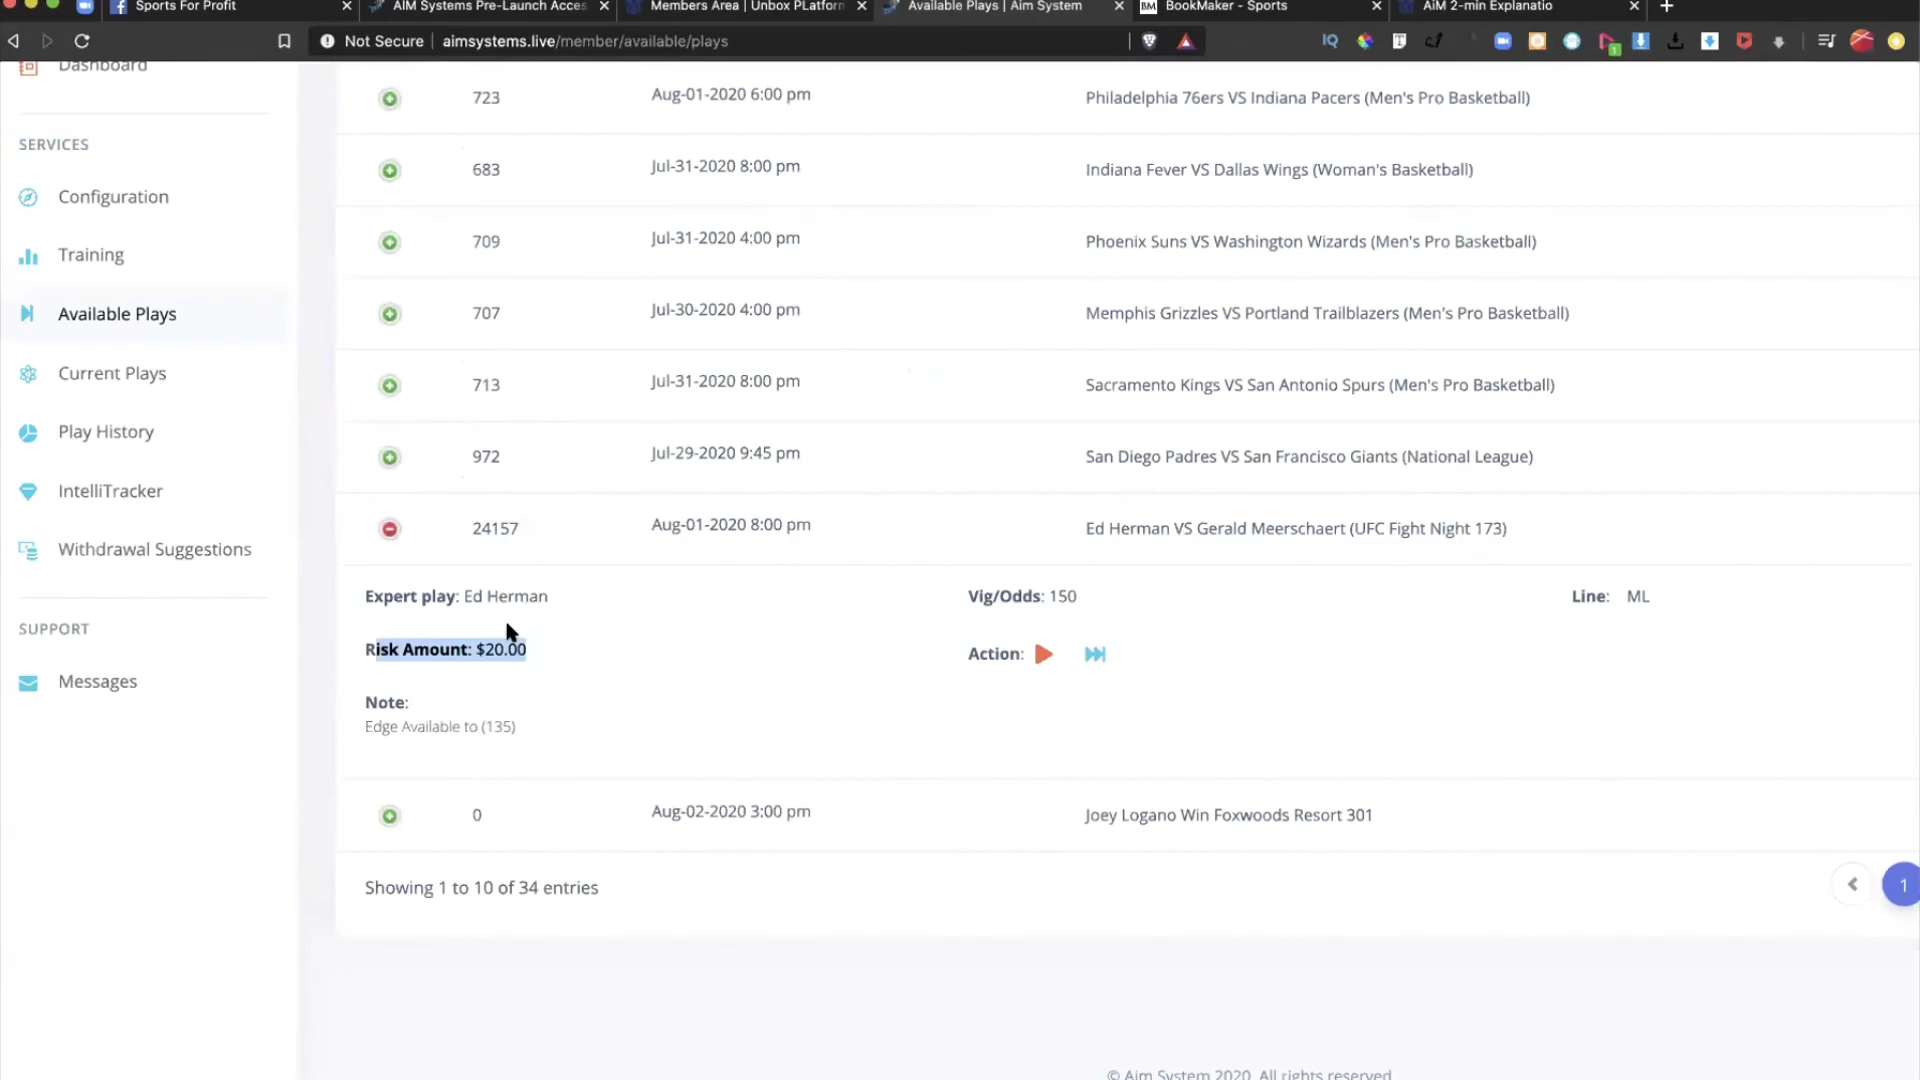 Sports For Profit
AIM Systems Pre-Launch Acces
Members Area | Unbox PLatforn
Available Plays | Aim System
BM BookMaker - Sports
AiM 2-min Explanatio
Not Secure | aimsystems.live/member/available/plays
IQ
Dashboard
SERVICES
Configuration
Training
Available Plays
Current Plays
Play History
IntelliTracker
Withdrawal Suggestions
SUPPORT
Messages
723 Aug-01-2020 6:00 pm Philadelphia 76ers VS Indiana Pacers (Men's Pro Basketball)
683 Jul-31-2020 8:00 pm Indiana Fever VS Dallas Wings (Woman's Basketball)
709 Jul-31-2020 4:00 pm Phoenix Suns VS Washington Wizards (Men's Pro Basketball)
707 Jul-30-2020 4:00 pm Memphis Grizzles VS Portland Trailblazers (Men's Pro Basketball)
713 Jul-31-2020 8:00 pm Sacramento Kings VS San Antonio Spurs (Men's Pro Basketball)
972 Jul-29-2020 9:45 pm San Diego Padres VS San Francisco Giants (National League)
24157 Aug-01-2020 8:00 pm Ed Herman VS Gerald Meerschaert (UFC Fight Night 173)
Expert play: Ed Herman Vig/Odds: 150 Line: ML
Risk Amount: $20.00 Action:
Note:
Edge Available to (135)
0 Aug-02-2020 3:00 pm Joey Logano Win Foxwoods Resort 301
Showing 1 to 10 of 34 entries
1
© Aim System 2020. All rights reserved